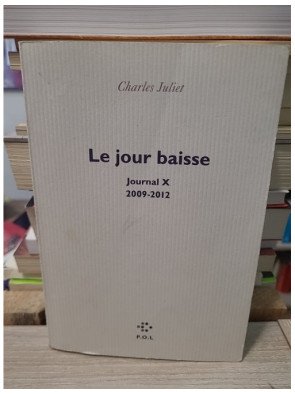 Charles Juliet
Le jour baisse
Journal X
2009-2012
P.O.L